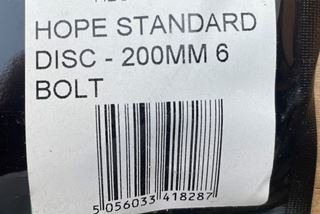 HOPE STANDARD
DISC - 200MM 6
BOLT
5 056033 418287